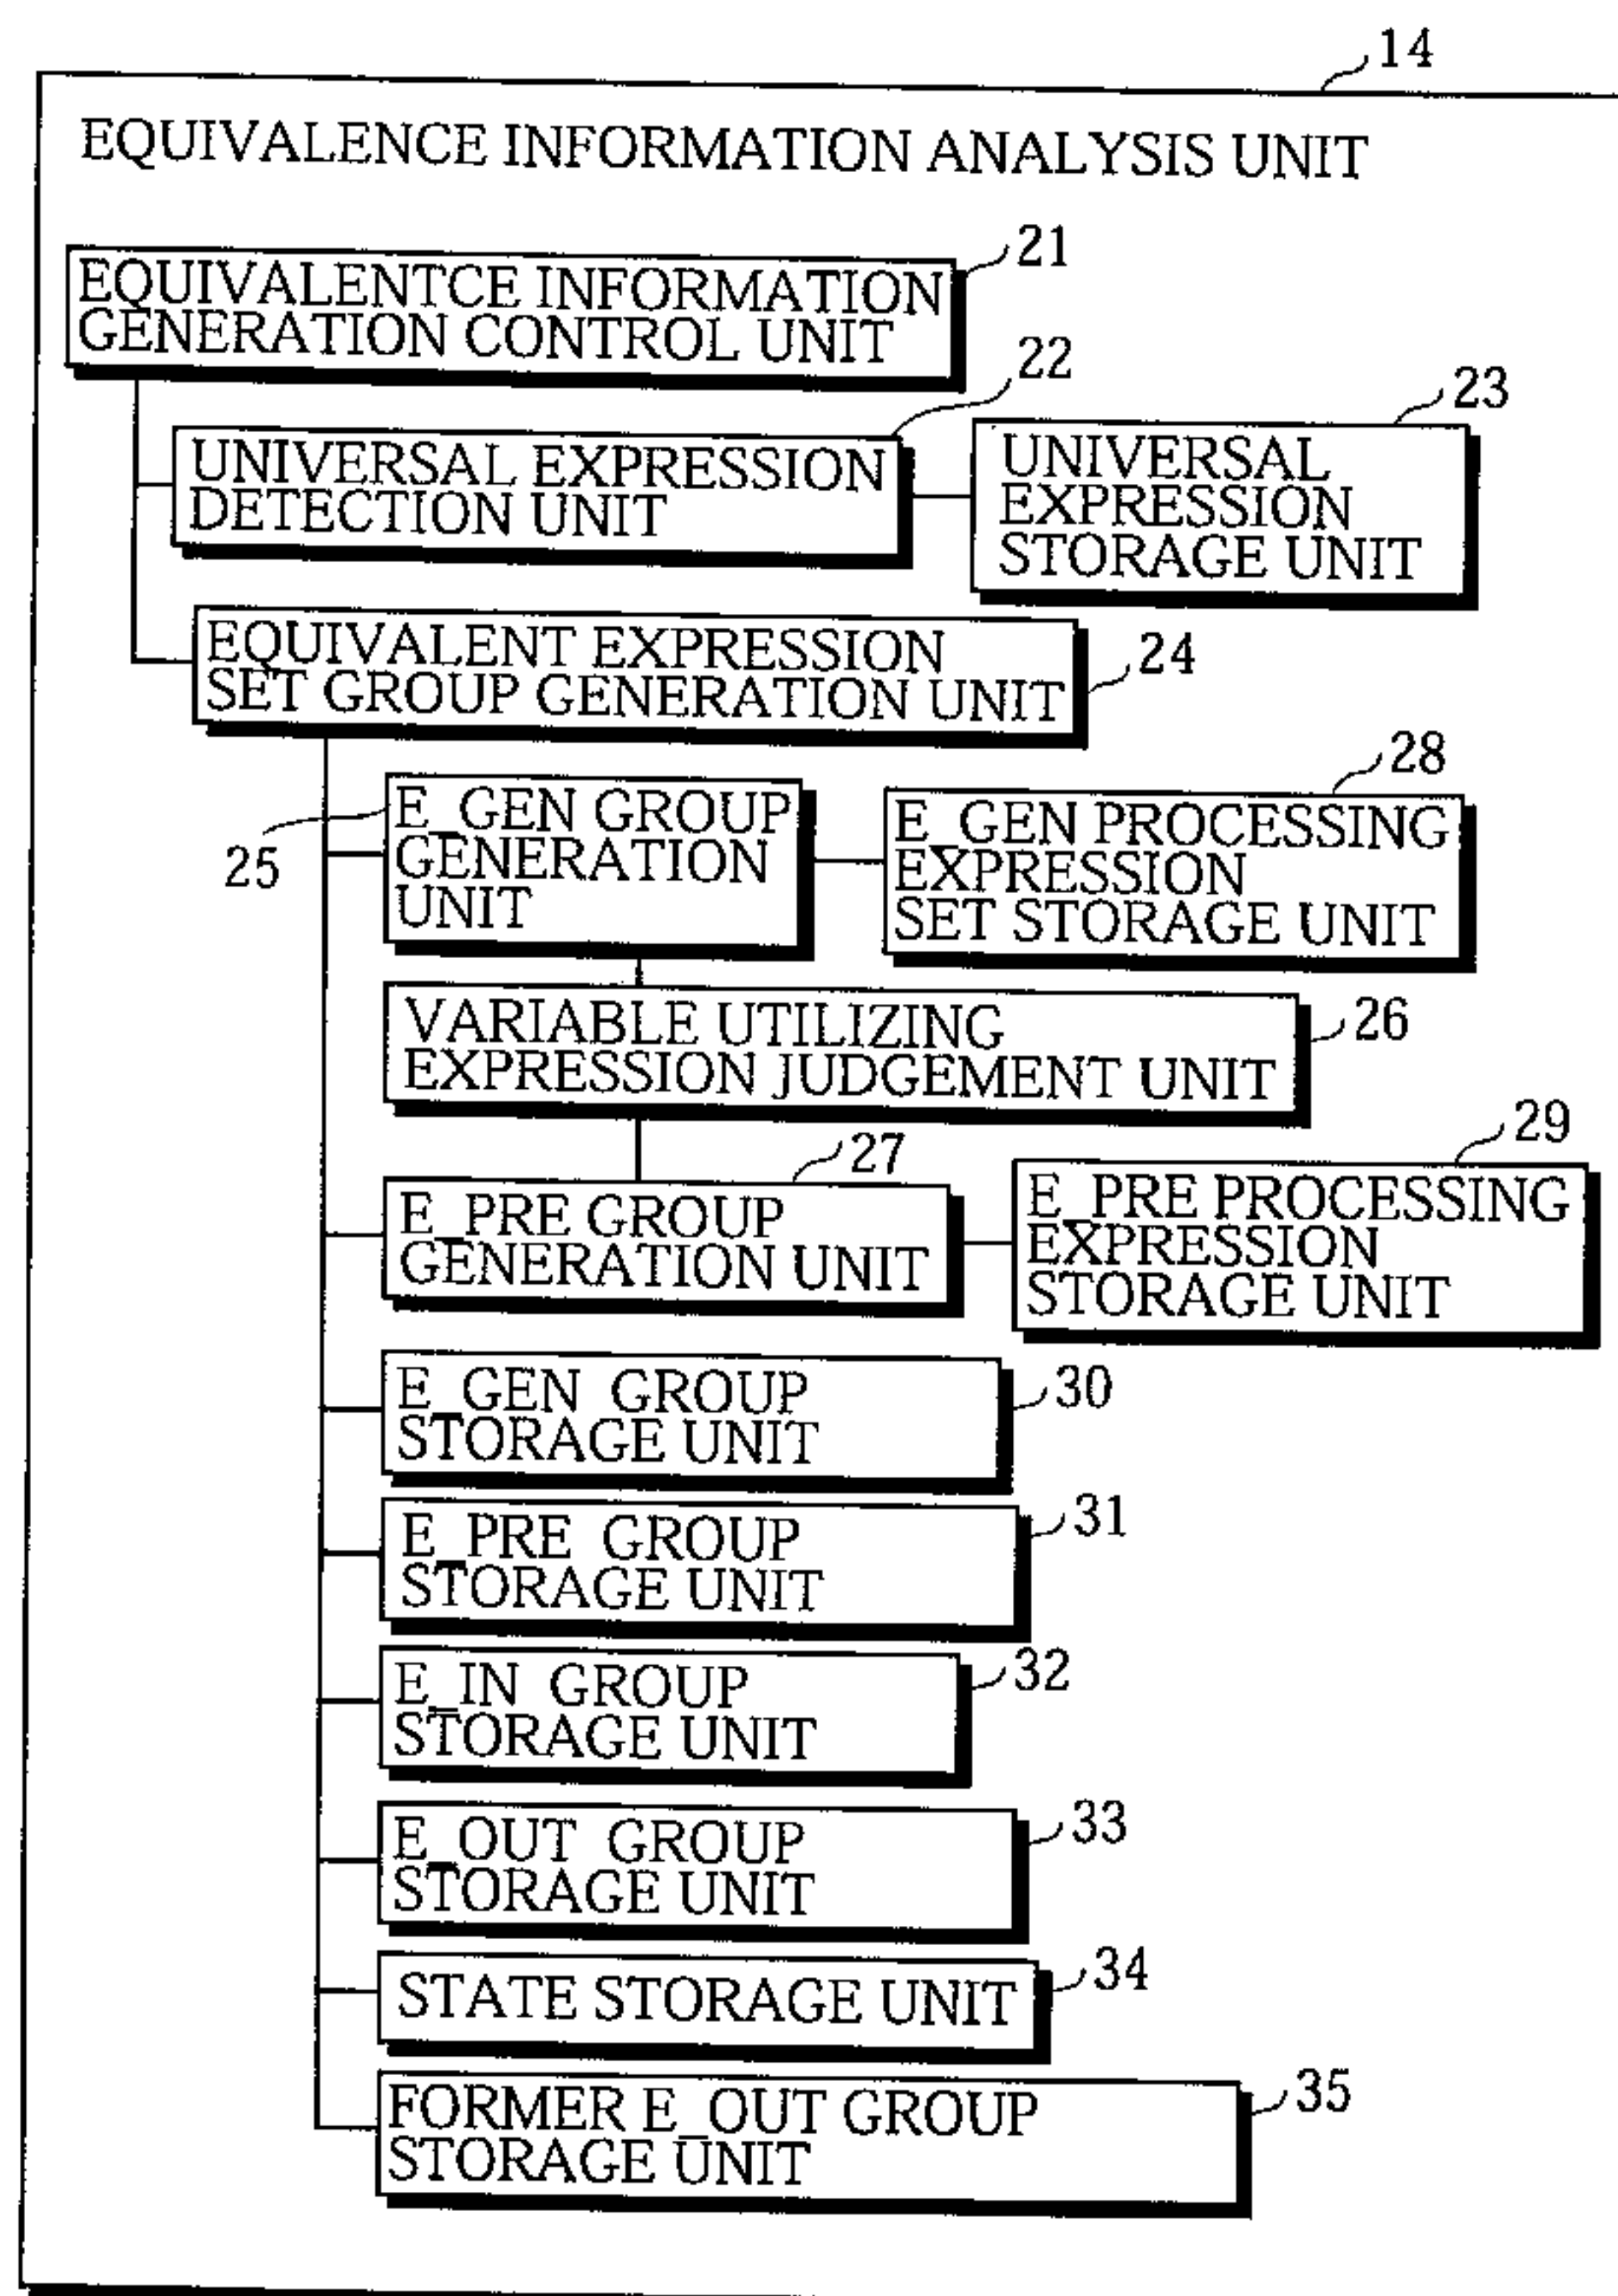 14
EQUIVALENCE INFORMATION ANALYSIS UNIT
21
EQUIVALENTCE INFORMATION
GENERATION CONTROL UNIT
22
23
UNIVERSAL EXPRESSION
DETECTION UNIT
UNIVERSAL
EXPRESSION
STORAGE UNIT
EQUIVALENT EXPRESSION
SET GROUP GENERATION UNIT
24
28
E_GEN GROUP
GENERATION
UNIT
25
E_GEN PROCESSING
EXPRESSION
SET STORAGE UNIT
VARIABLE UTILIZING
EXPRESSION JUDGEMENT UNIT
26
27
29
E_PRE GROUP
GENERATION UNIT
E_PRE PROCESSING
EXPRESSION
STORAGE UNIT
E_GEN GROUP
STORAGE UNIT
30
E_PRE GROUP
STORAGE UNIT
31
E_IN GROUP
STORAGE UNIT
32
E_OUT GROUP
STORAGE UNIT
33
STATE STORAGE UNIT
34
FORMER E_OUT GROUP
STORAGE UNIT
35